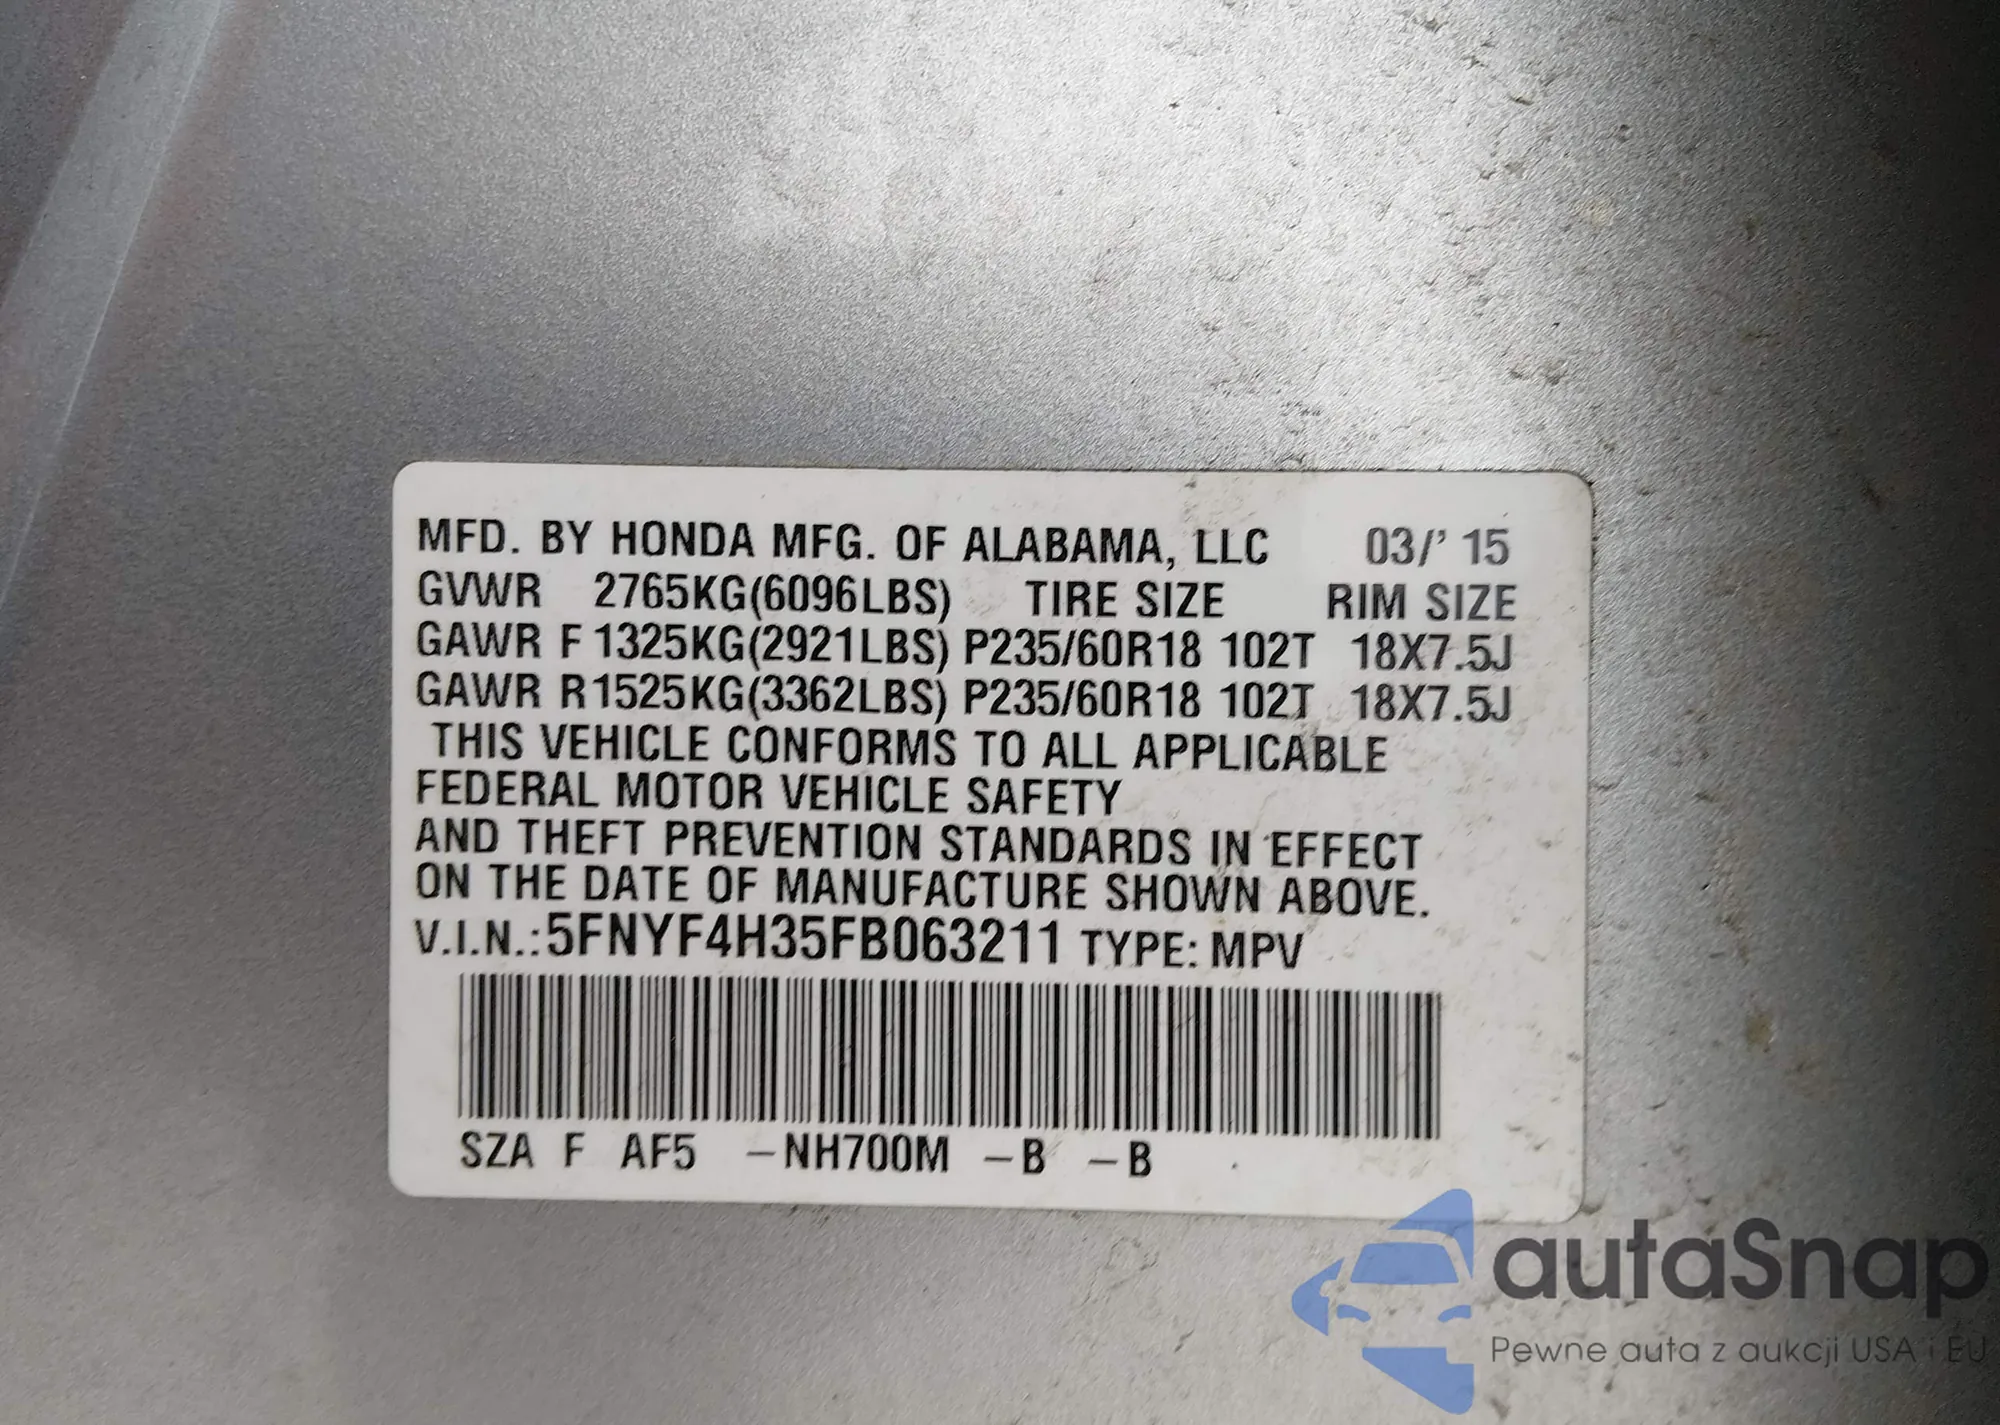 MFD. BY HONDA MFG. OF ALABAMA, LLC 03/' 15
GVWR 2765KG(6096LBS) TIRE SIZE RIM SIZE
GAWR F 1325KG(2921LBS) P235/60R18 102T 18X7.5J
GAWR R1525KG(3362LBS) P235/60R18 102T 18X7.5J
THIS VEHICLE CONFORMS TO ALL APPLICABLE
FEDERAL MOTOR VEHICLE SAFETY
AND THEFT PREVENTION STANDARDS IN EFFECT
ON THE DATE OF MANUFACTURE SHOWN ABOVE.
V.I.N.:5FNYF4H35FB063211 TYPE: MPV
SZA F AF5 -NH700M -B -B
autaSnap
Pewne auta z aukcji USA i EU